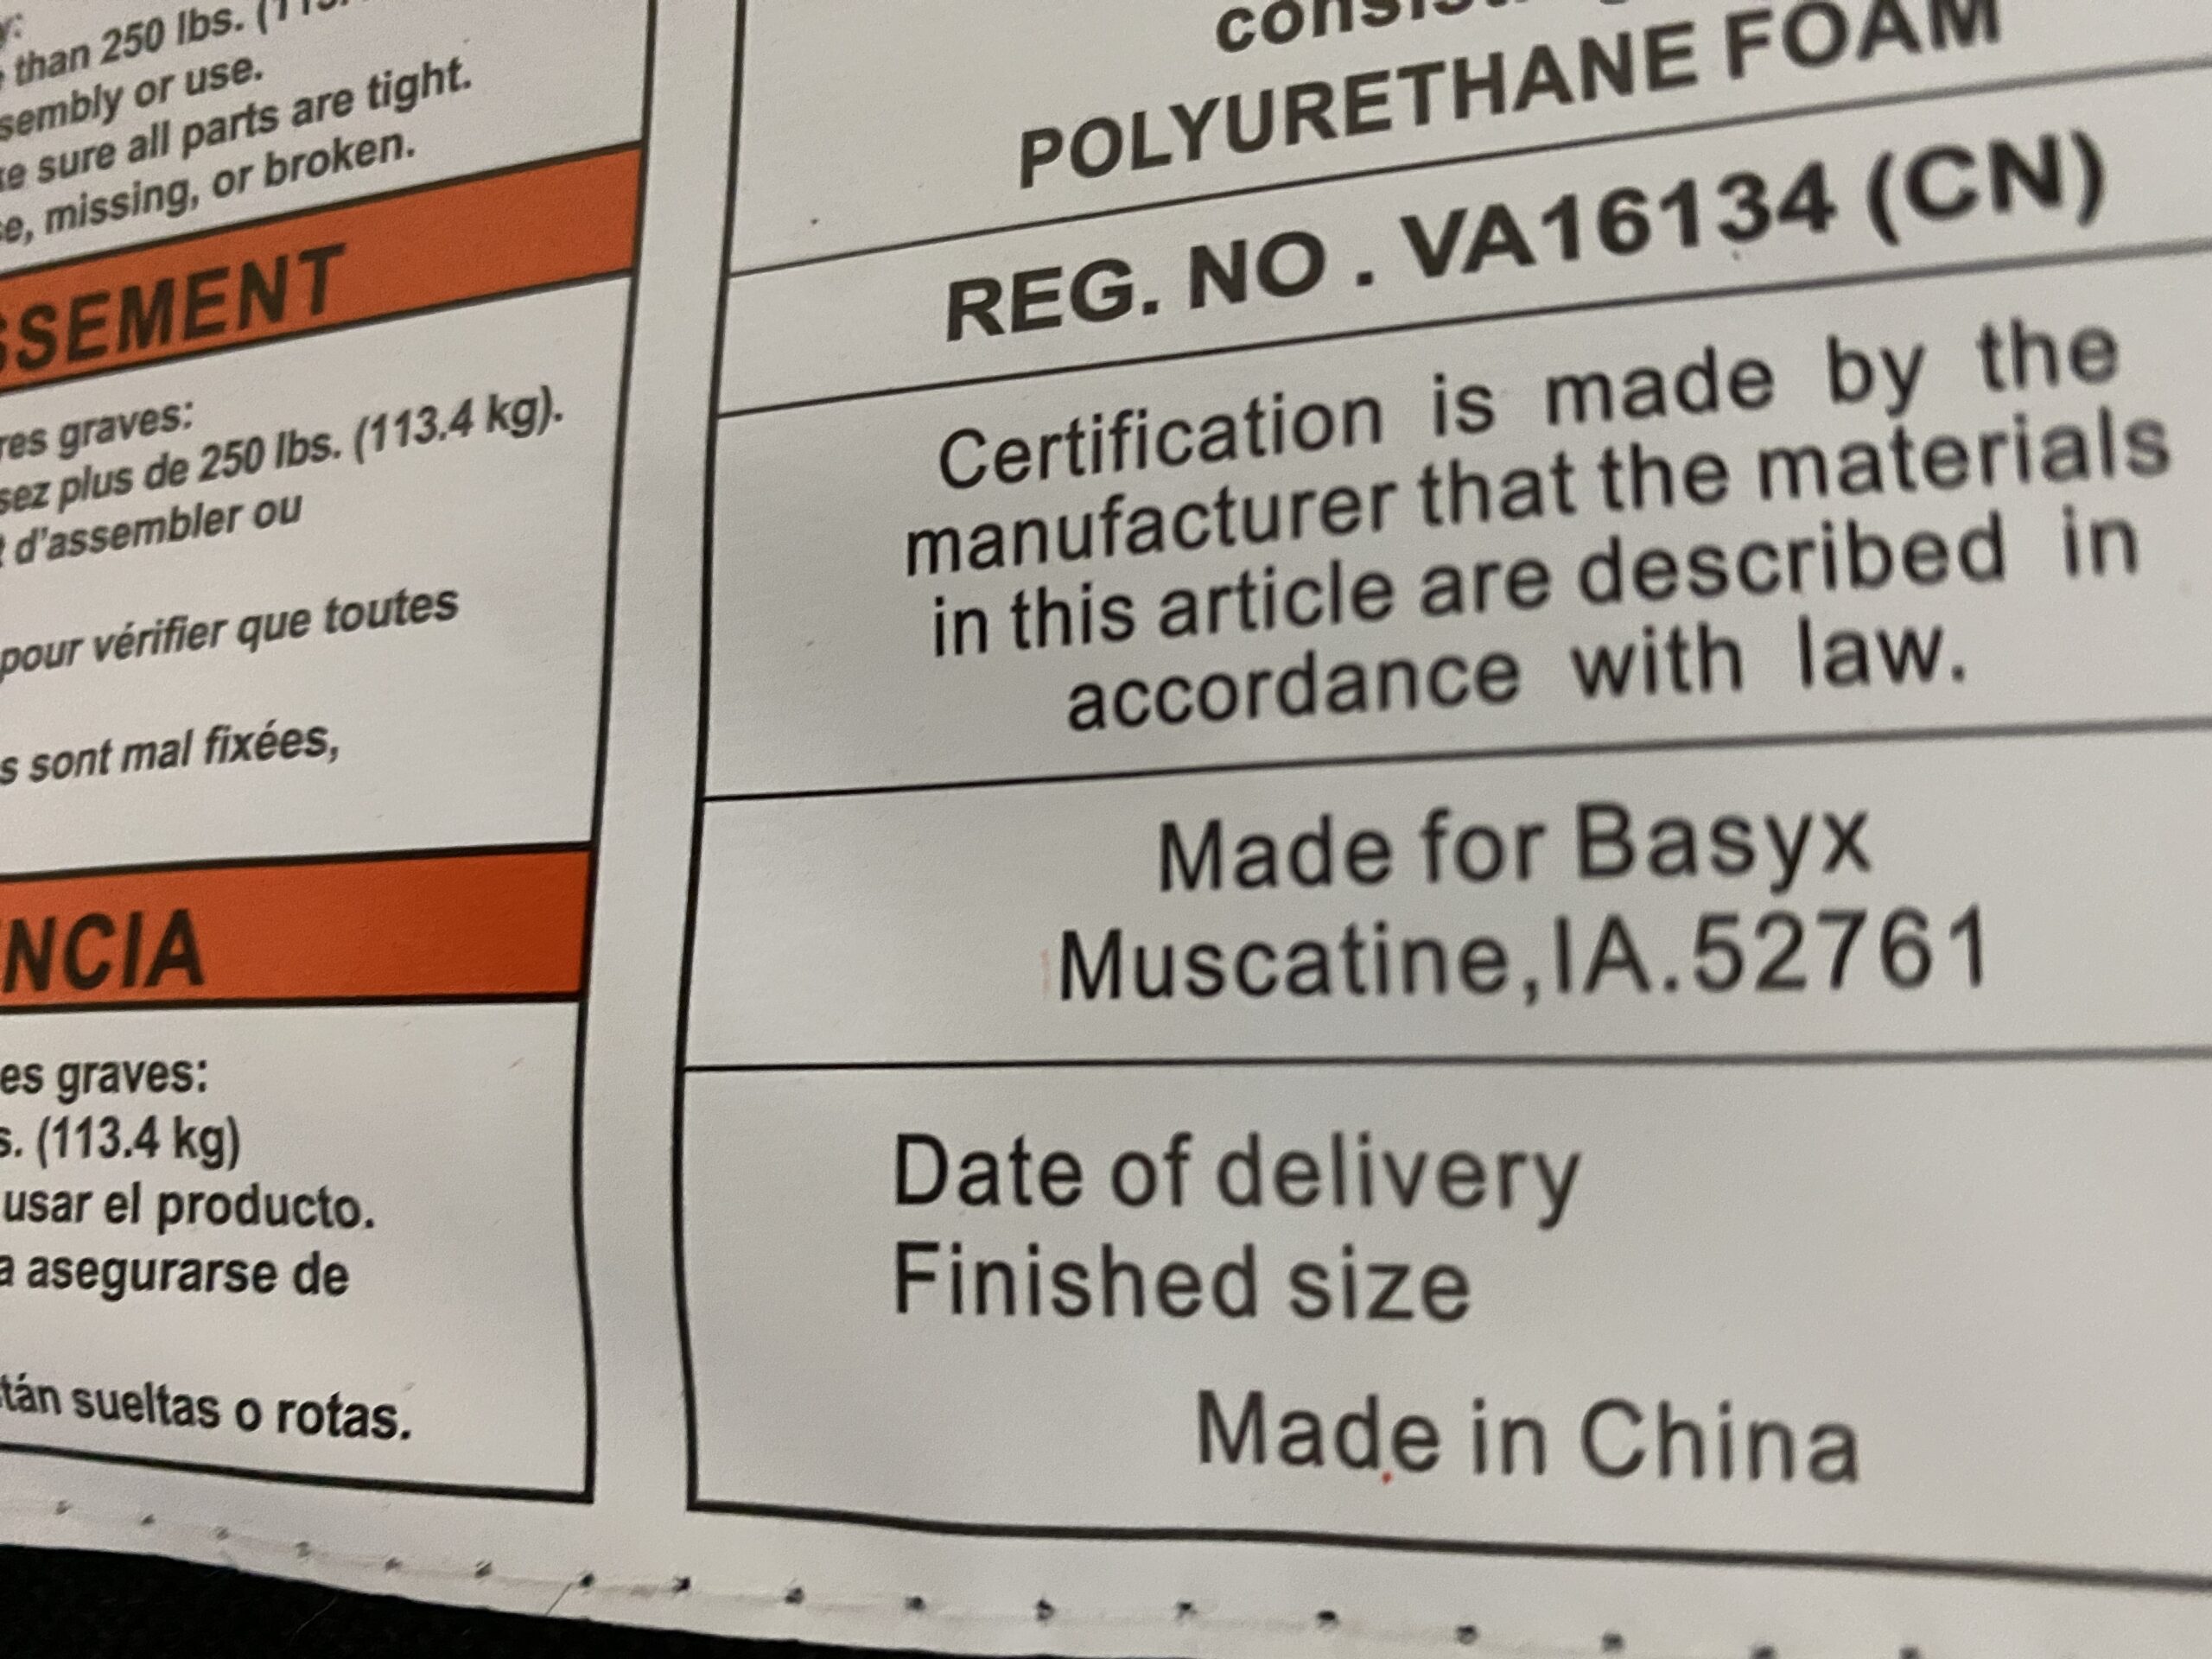 than 250 lbs. (113.
sembly or use.
sure all parts are tight.
missing, or broken.
SSEMENT
res graves:
sez plus de 250 lbs. (113.4 kg).
d'assembler ou
pour vérifier que toutes
s sont mal fixées,
NCIA
es graves:
s. (113.4 kg)
usar el producto.
a asegurarse de
tán sueltas o rotas.
POLYURETHANE FOAM
REG. NO . VA16134 (CN)
Certification is made by the
manufacturer that the materials
in this article are described in
accordance with law.
Made for Basyx
Muscatine,IA.52761
Date of delivery
Finished size
Made in China